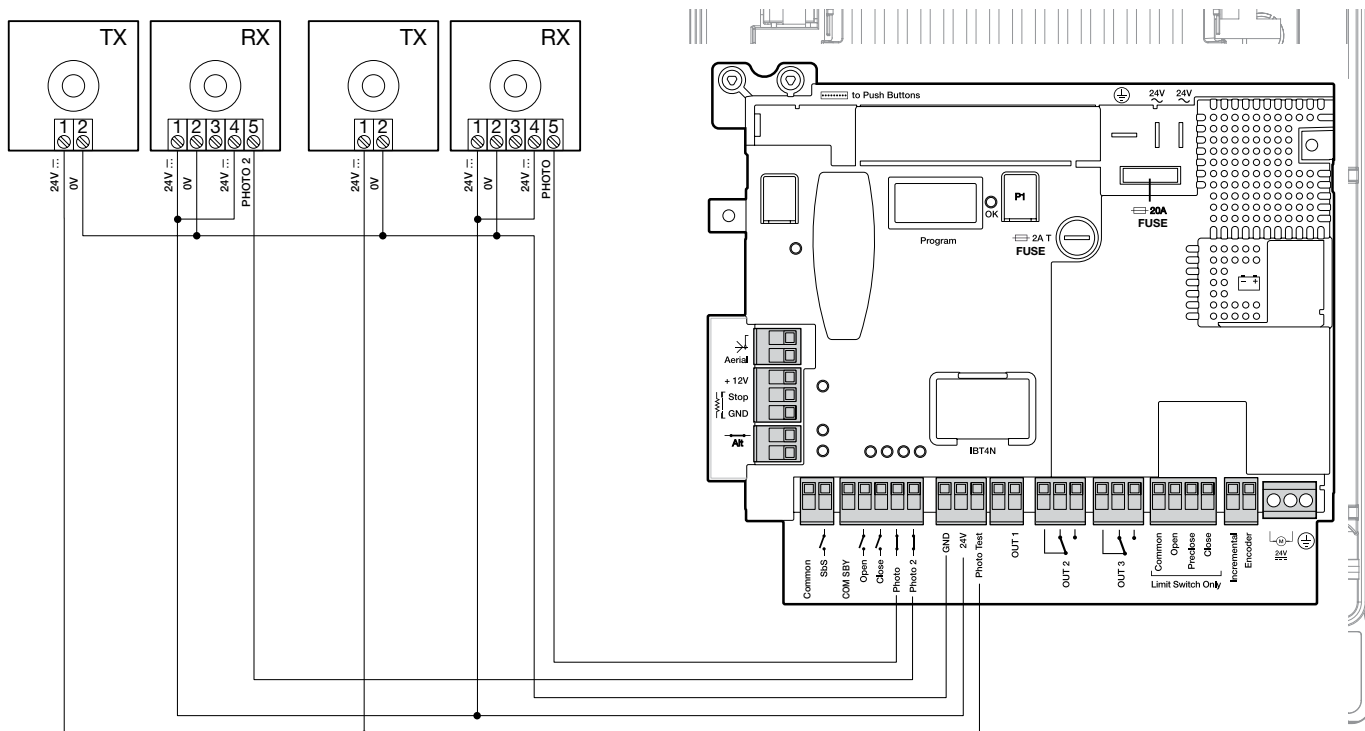 TX RX TX RX
1 2 1 2 3 4 5 1 2 1 2 3 4 5
24V ⎓
0V
24V ⎓
0V
24V ⎓
PHOTO 2
24V ⎓
0V
24V ⎓
0V
24V ⎓
PHOTO
to Push Buttons
24V 24V
~ ~
20A
FUSE
P1
OK
Program
2A T
FUSE
- +
Aerial
+ 12V
Stop
GND
Alt
IBT4N
Common
SbS
COM SBY
Open
Close
Photo
Photo 2
GND
24V
Photo Test
OUT 1
OUT 2
OUT 3
Common
Open
Preclose
Close
Limit Switch Only
Incremental
Encoder
M
24V